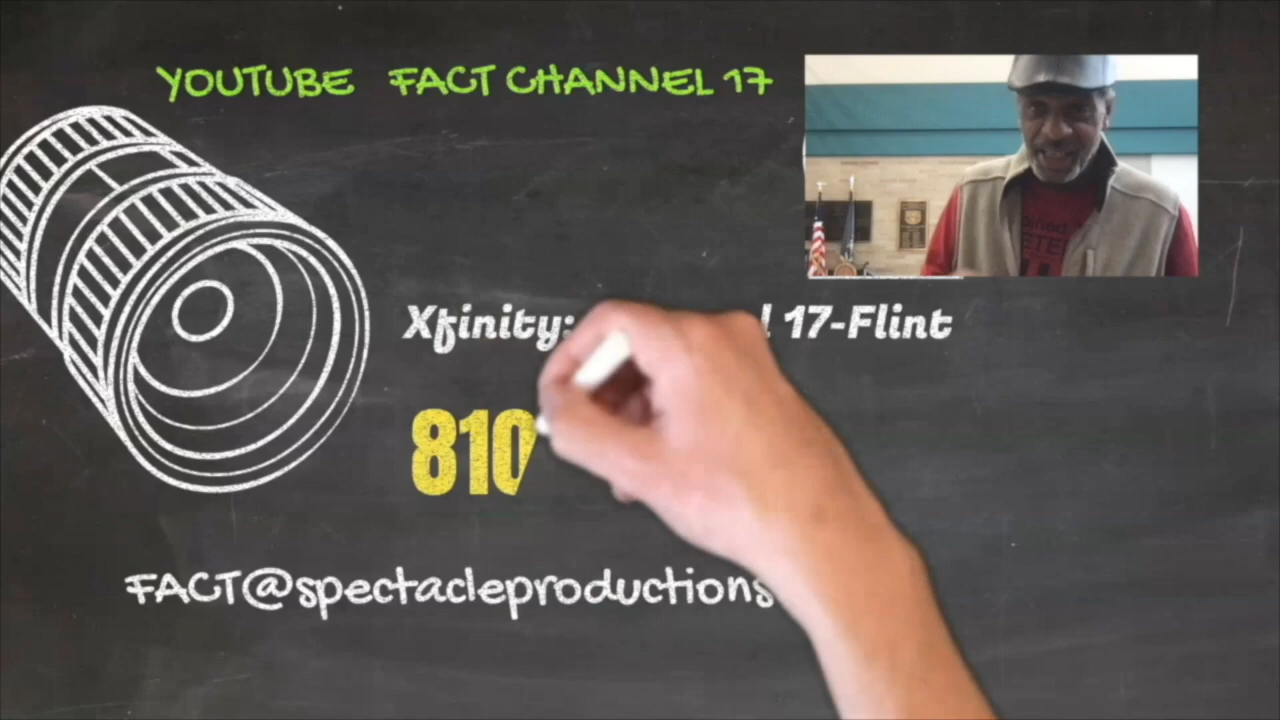 YOUTUBE FACT CHANNEL 17
Xfinity: 17-Flint
810
FACT@spectacleproductions